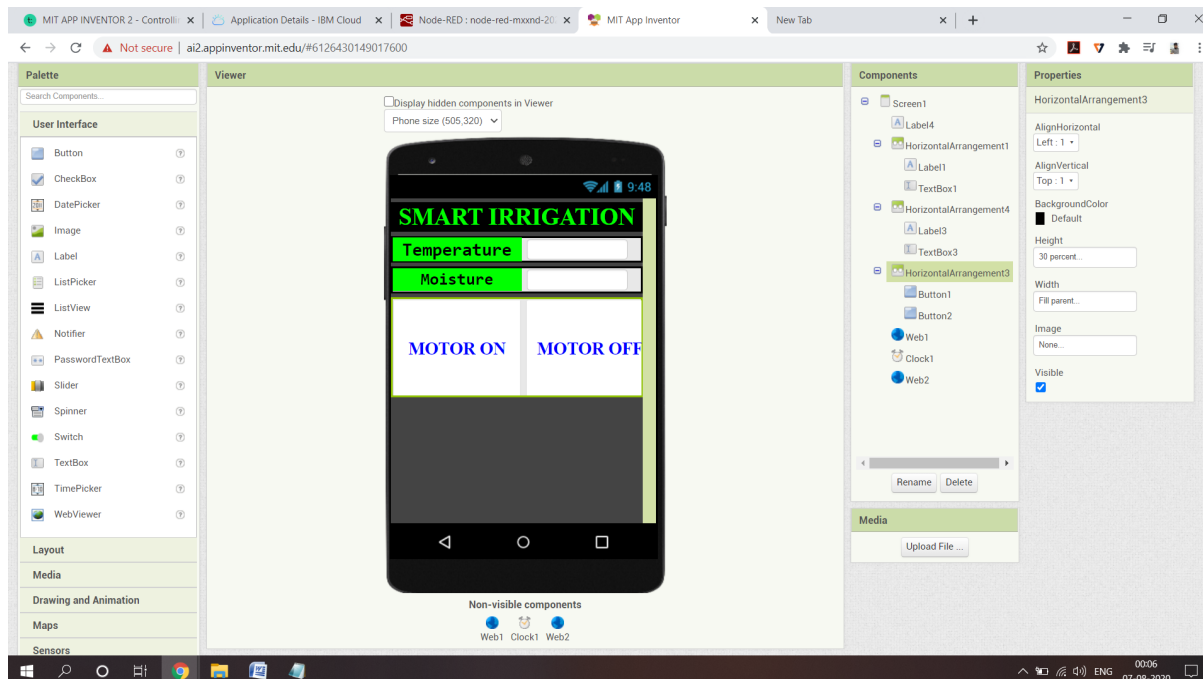 MIT APP INVENTOR 2 - Controllin
Application Details - IBM Cloud
Node-RED : node-red-mxxnd-20
MIT App Inventor
New Tab
Not secure | ai2.appinventor.mit.edu/#6126430149017600
Palette
Search Components...
User Interface
Button
CheckBox
DatePicker
Image
Label
ListPicker
ListView
Notifier
PasswordTextBox
Slider
Spinner
Switch
TextBox
TimePicker
WebViewer
Layout
Media
Drawing and Animation
Maps
Sensors
Viewer
Display hidden components in Viewer
Phone size (505,320)
9:48
SMART IRRIGATION
Temperature
Moisture
MOTOR ON MOTOR OFF
Non-visible components
Web1 Clock1 Web2
Components
Screen1
Label4
HorizontalArrangement1
Label1
TextBox1
HorizontalArrangement4
Label3
TextBox3
HorizontalArrangement3
Button1
Button2
Web1
Clock1
Web2
Rename Delete
Media
Upload File ...
Properties
HorizontalArrangement3
AlignHorizontal
Left : 1
AlignVertical
Top : 1
BackgroundColor
Default
Height
30 percent...
Width
Fill parent...
Image
None...
Visible
ENG
00:06
07-08-2020